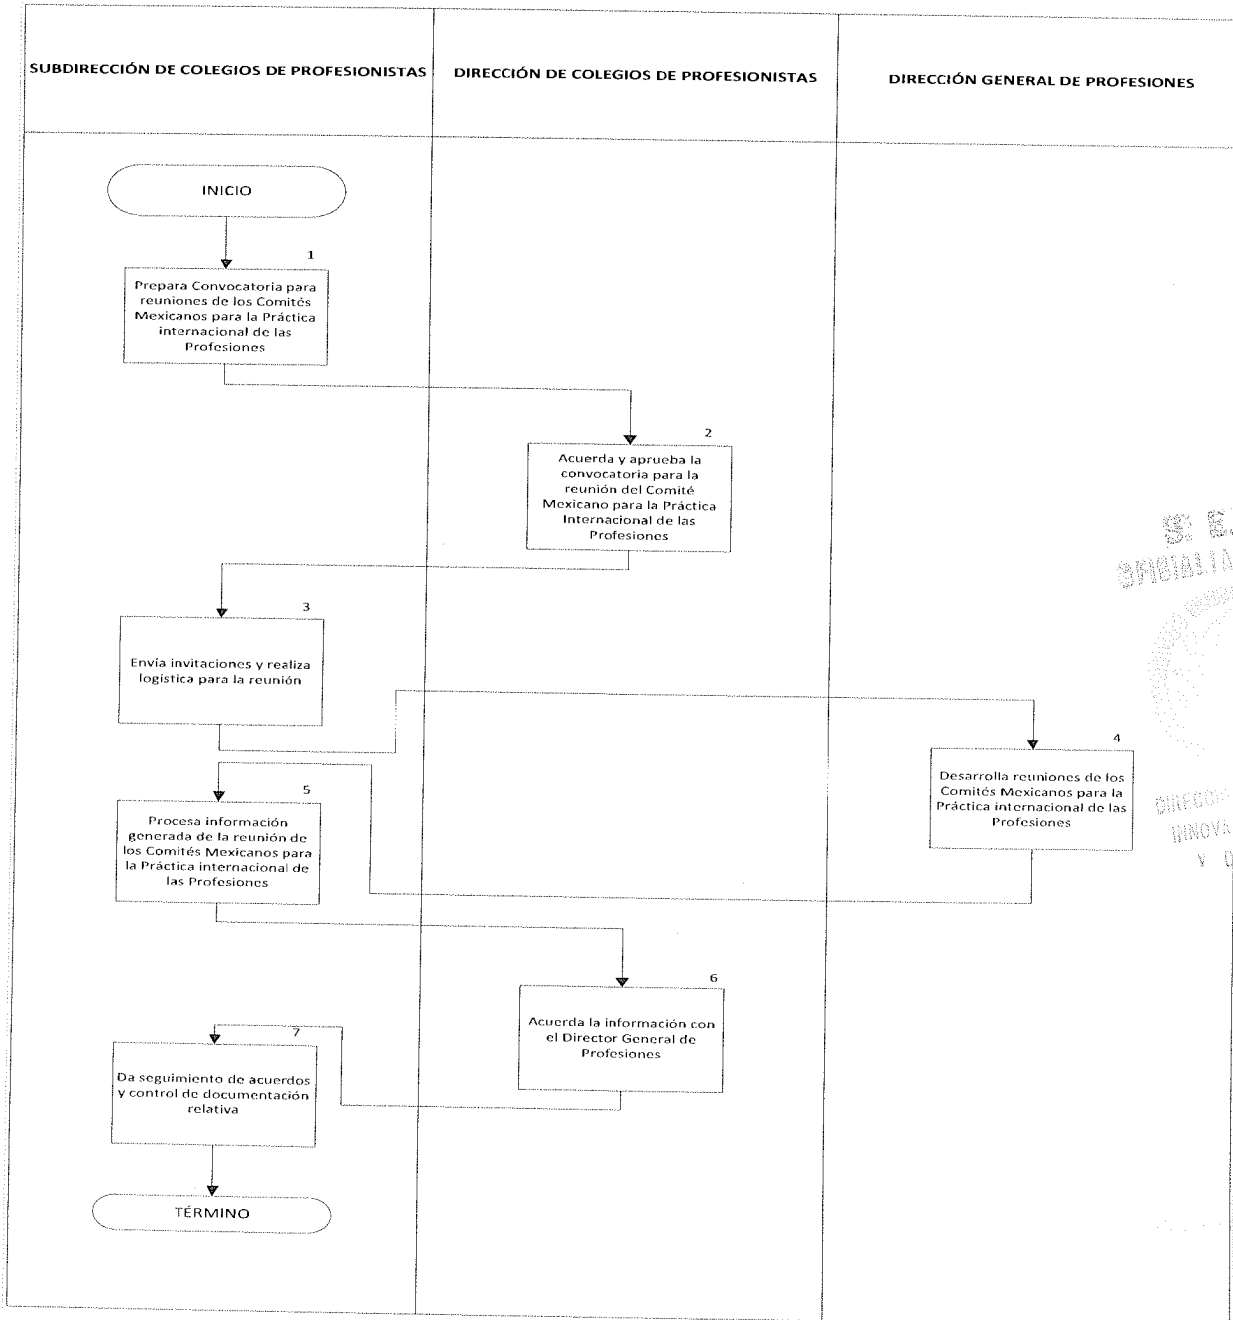 SUBDIRECCIÓN DE COLEGIOS DE PROFESIONISTAS
DIRECCIÓN DE COLEGIOS DE PROFESIONISTAS
DIRECCIÓN GENERAL DE PROFESIONES
INICIO
1
Prepara Convocatoria para
reuniones de los Comités
Mexicanos para la Práctica
internacional de las
Profesiones
2
Acuerda y aprueba la
convocatoria para la
reunión del Comité
Mexicano para la Práctica
Internacional de las
Profesiones
3
Envía invitaciones y realiza
logística para la reunión
4
Desarrolla reuniones de los
Comités Mexicanos para la
Práctica internacional de las
Profesiones
5
Procesa información
generada de la reunión de
los Comités Mexicanos para
la Práctica internacional de
las Profesiones
6
Acuerda la información con
el Director General de
Profesiones
7
Da seguimiento de acuerdos
y control de documentación
relativa
TÉRMINO